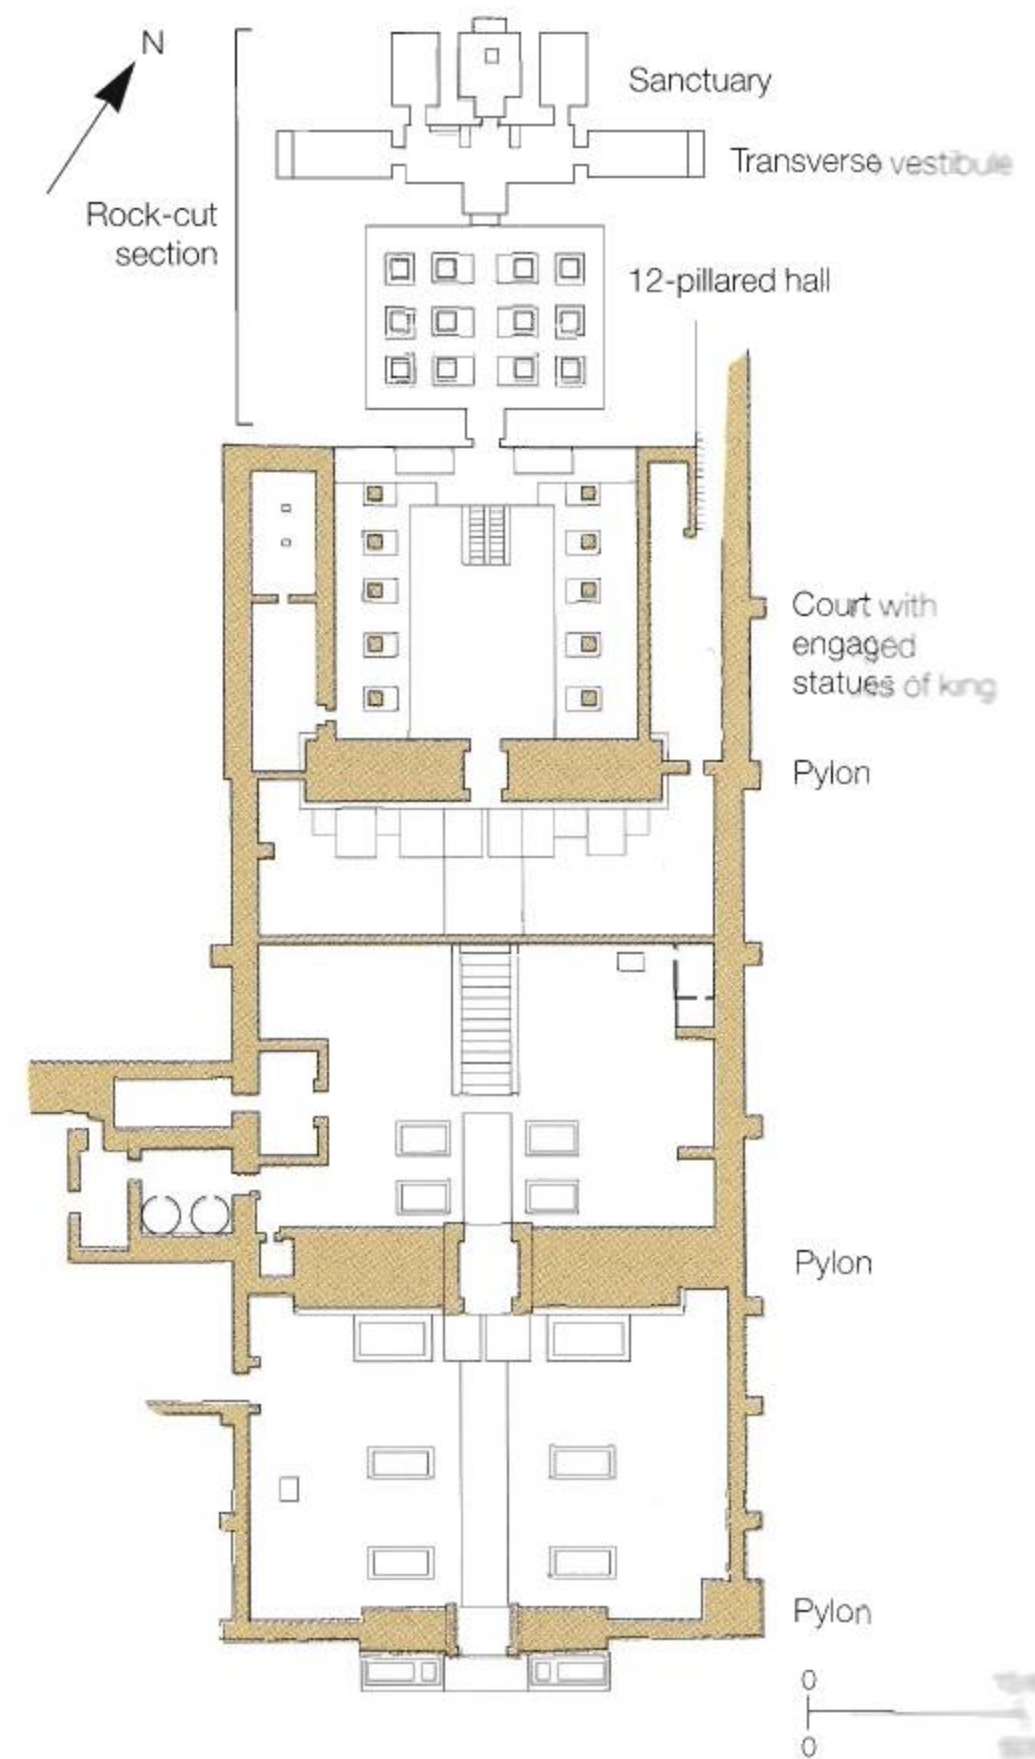 N
Sanctuary
Transverse vestibule
Rock-cut
section
12-pillared hall
Court with
engaged
statues of king
Pylon
Pylon
Pylon
0
0